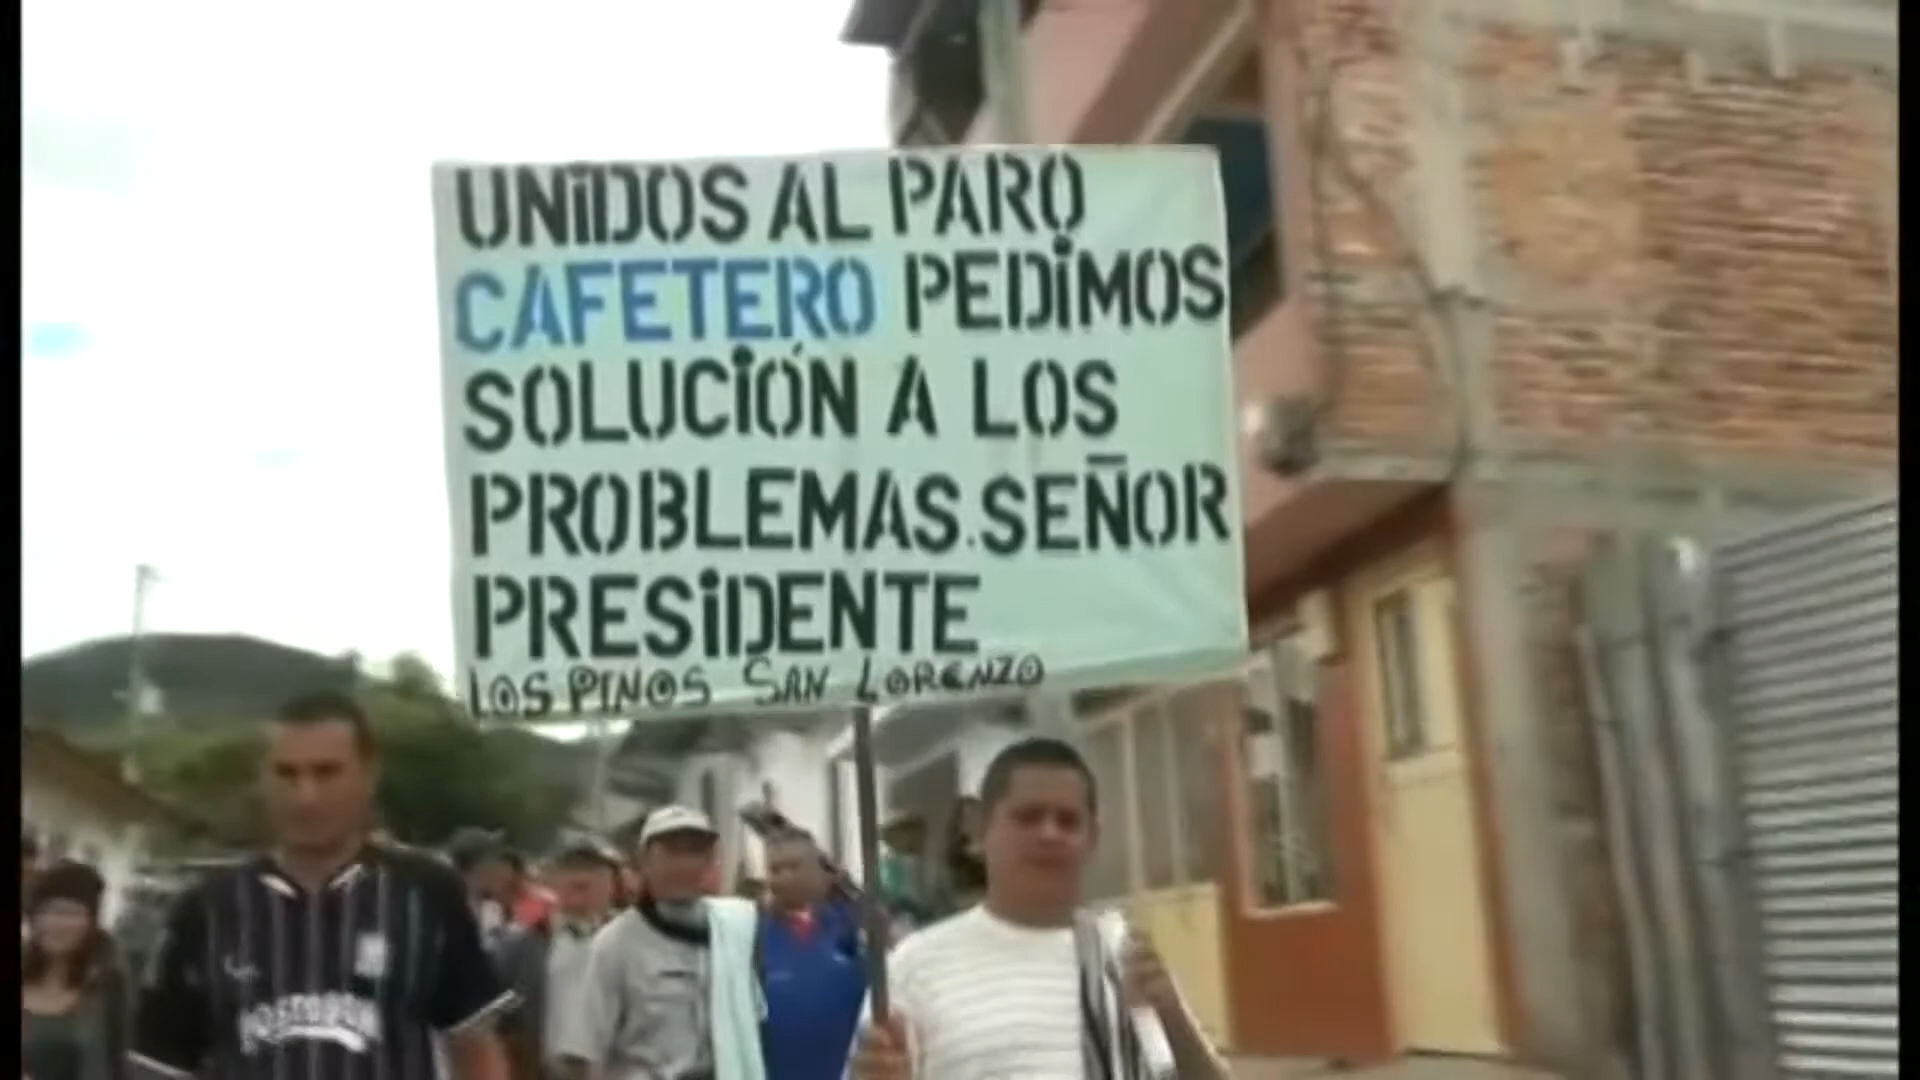 UNiDOS AL PARO
CAFETERO PEDiMOS
SOLUCiÓN A LOS
PROBLEMAS.SEÑOR
PRESiDENTE
LOS PINOS SAN LORENZO